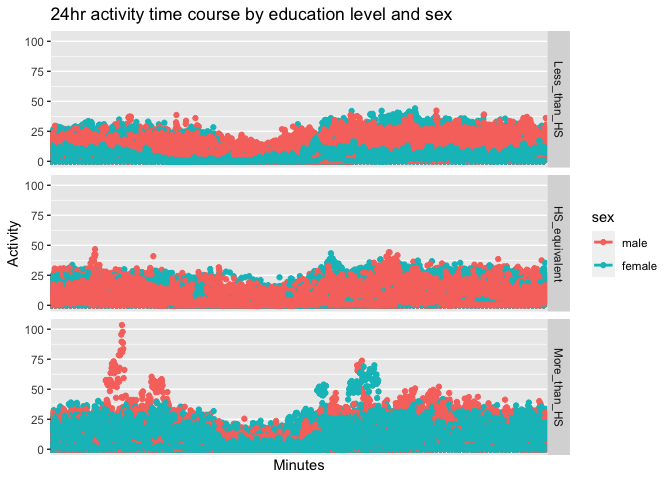 24hr activity time course by education level and sex
100
75
50
25
0
Less_than_HS
100
75
50
25
0
HS_equivalent
100
75
50
25
0
More_than_HS
Activity
Minutes
sex
male
female